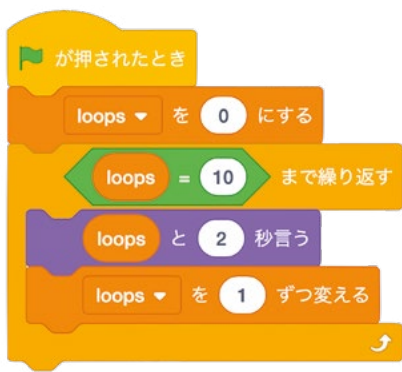 が押されたとき
loops を 0 にする
loops = 10 まで繰り返す
loops と 2 秒言う
loops を 1 ずつ変える